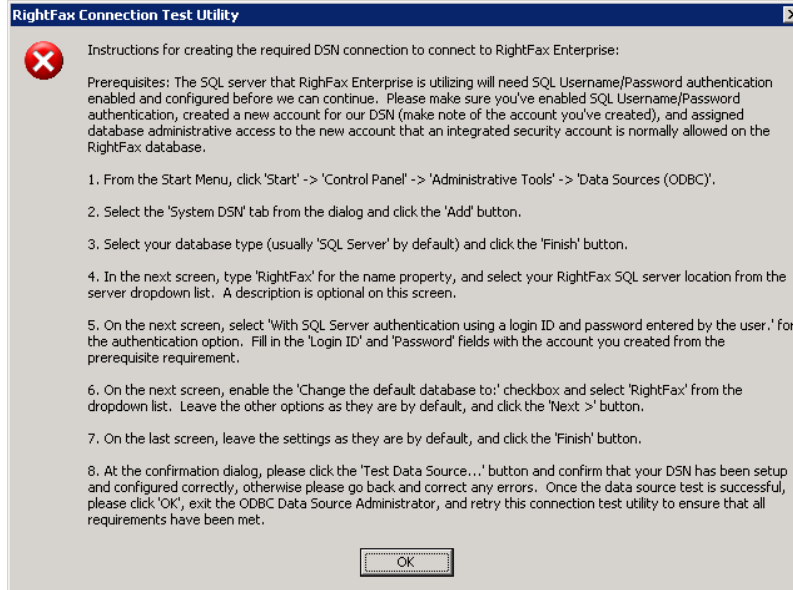 RightFax Connection Test Utility
Instructions for creating the required DSN connection to connect to RightFax Enterprise:
Prerequisites: The SQL server that RighFax Enterprise is utilizing will need SQL Username/Password authentication
enabled and configured before we can continue. Please make sure you've enabled SQL Username/Password
authentication, created a new account for our DSN (make note of the account you've created), and assigned
database administrative access to the new account that an integrated security account is normally allowed on the
RightFax database.
1. From the Start Menu, click 'Start' -> 'Control Panel' -> 'Administrative Tools' -> 'Data Sources (ODBC)'.
2. Select the 'System DSN' tab from the dialog and click the 'Add' button.
3. Select your database type (usually 'SQL Server' by default) and click the 'Finish' button.
4. In the next screen, type 'RightFax' for the name property, and select your RightFax SQL server location from the
server dropdown list. A description is optional on this screen.
5. On the next screen, select 'With SQL Server authentication using a login ID and password entered by the user.' for
the authentication option. Fill in the 'Login ID' and 'Password' fields with the account you created from the
prerequisite requirement.
6. On the next screen, enable the 'Change the default database to:' checkbox and select 'RightFax' from the
dropdown list. Leave the other options as they are by default, and click the 'Next >' button.
7. On the last screen, leave the settings as they are by default, and click the 'Finish' button.
8. At the confirmation dialog, please click the 'Test Data Source...' button and confirm that your DSN has been setup
and configured correctly, otherwise please go back and correct any errors. Once the data source test is successful,
please click 'OK', exit the ODBC Data Source Administrator, and retry this connection test utility to ensure that all
requirements have been met.
OK